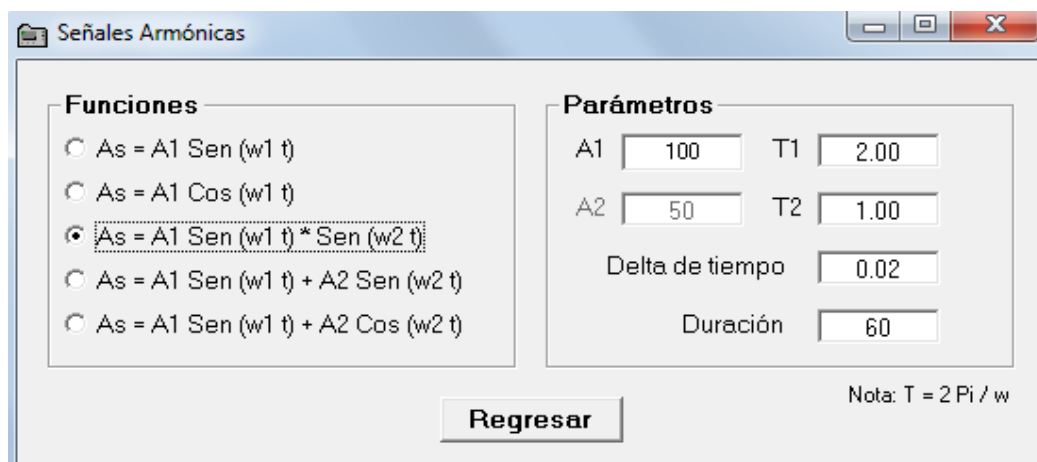 Señales Armónicas
Funciones
As = A1 Sen (w1 t)
As = A1 Cos (w1 t)
As = A1 Sen (w1 t) * Sen (w2 t)
As = A1 Sen (w1 t) + A2 Sen (w2 t)
As = A1 Sen (w1 t) + A2 Cos (w2 t)
Parámetros
A1 100 T1 2.00
A2 50 T2 1.00
Delta de tiempo 0.02
Duración 60
Nota: T = 2 Pi / w
Regresar